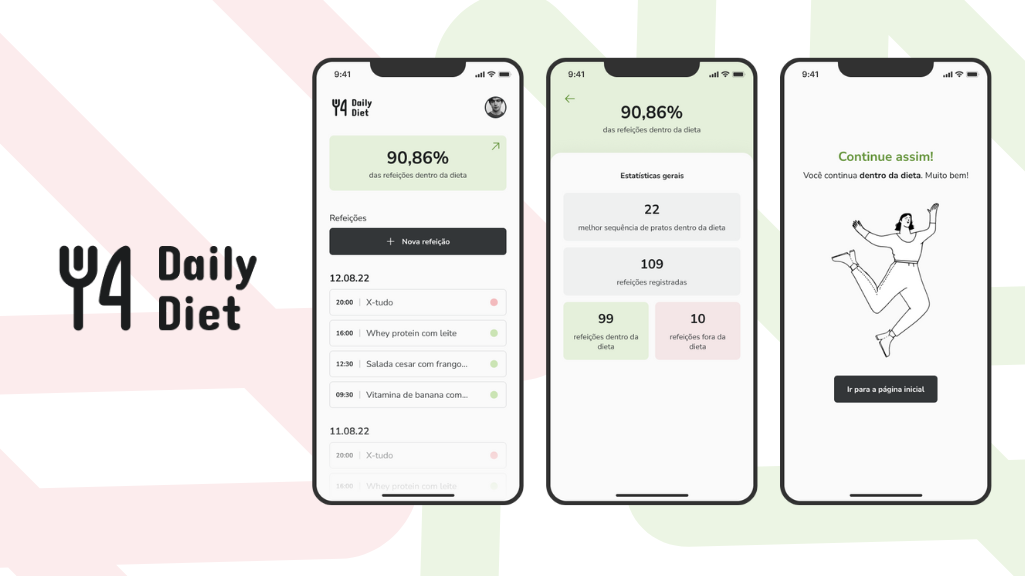 Daily
Diet
9:41
Daily
Diet
90,86%
das refeições dentro da dieta
Refeições
+ Nova refeição
12.08.22
20:00 | X-tudo
16:00 | Whey protein com leite
12:30 | Salada cesar com frango...
09:30 | Vitamina de banana com...
11.08.22
20:00 | X-tudo
16:00 | Whey protein com leite
9:41
90,86%
das refeições dentro da dieta
Estatísticas gerais
22
melhor sequência de pratos dentro da dieta
109
refeições registradas
99
refeições dentro da
dieta
10
refeições fora da
dieta
9:41
Continue assim!
Você continua dentro da dieta. Muito bem!
Ir para a página inicial